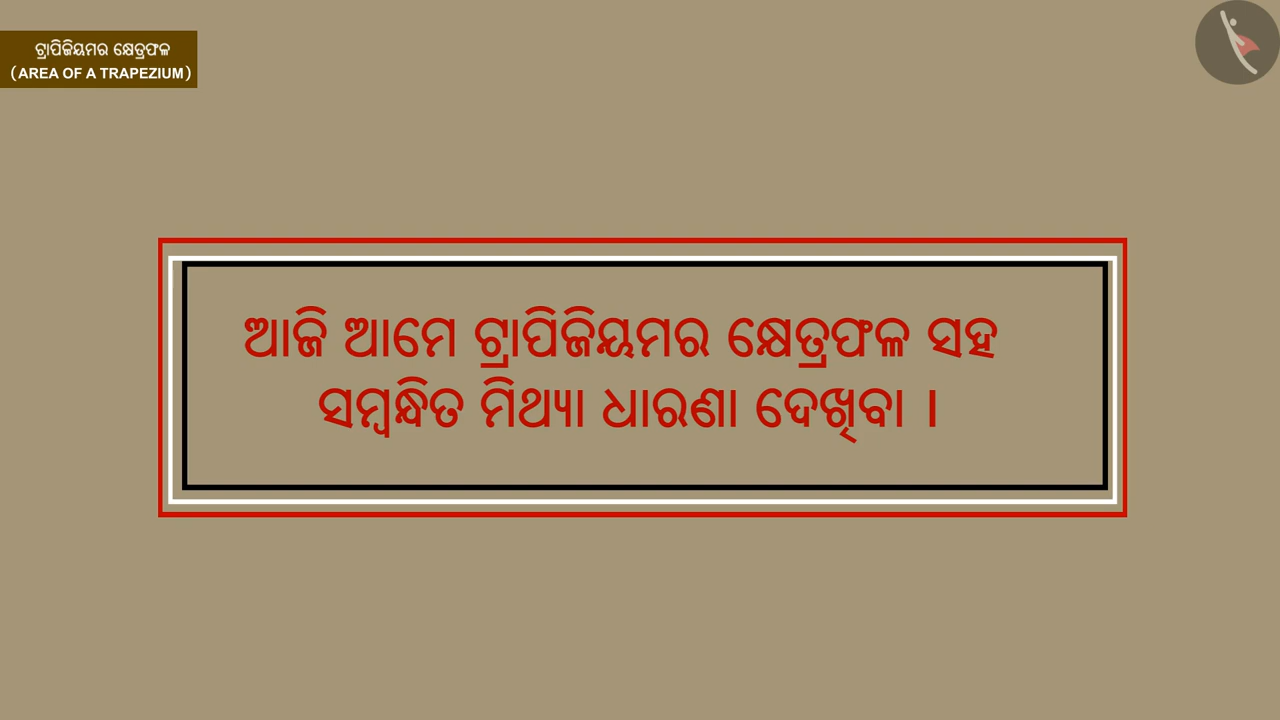 ଟ୍ରାପିଜିୟମର କ୍ଷେତ୍ରଫଳ
(AREA OF A TRAPEZIUM)
ଆଜି ଆମେ ଟ୍ରାପିଜିୟମର କ୍ଷେତ୍ରଫଳ ସହ
ସମ୍ବନ୍ଧିତ ମିଥ୍ୟା ଧାରଣା ଦେଖିବା ।